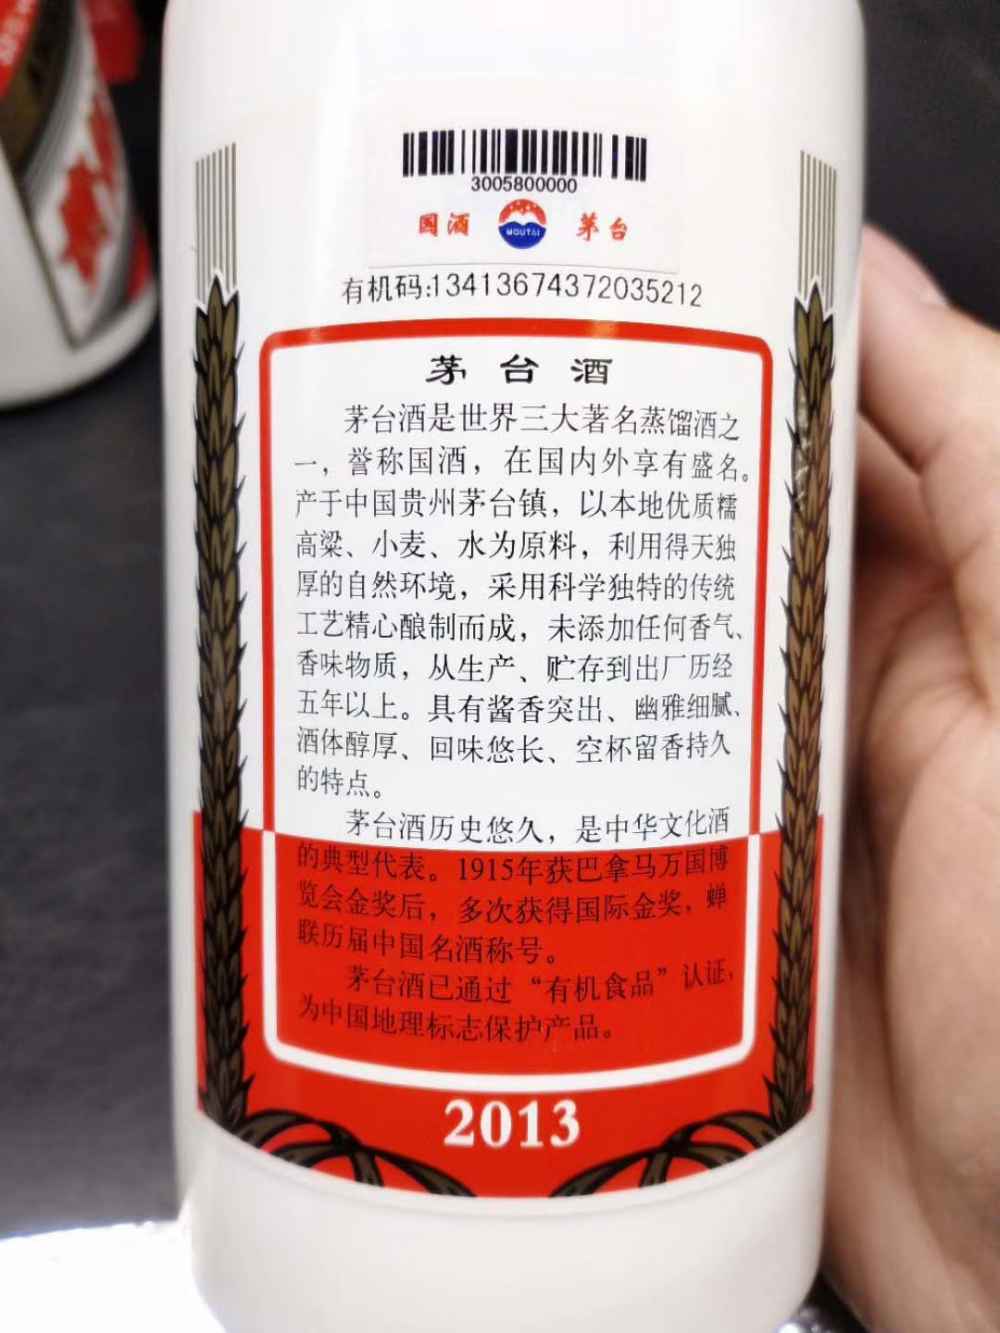 3005800000
国酒 MOUTAI 茅台
有机码:13413674372035212
茅台酒
茅台酒是世界三大著名蒸馏酒之
一，誉称国酒，在国内外享有盛名。
产于中国贵州茅台镇，以本地优质糯
高粱、小麦、水为原料，利用得天独
厚的自然环境，采用科学独特的传统
工艺精心酿制而成，未添加任何香气、
香味物质，从生产、贮存到出厂历经
五年以上。具有酱香突出、幽雅细腻、
酒体醇厚、回味悠长、空杯留香持久
的特点。
茅台酒历史悠久，是中华文化酒
的典型代表。1915年获巴拿马万国博
览会金奖后，多次获得国际金奖，蝉
联历届中国名酒称号。
茅台酒已通过“有机食品”认证，
为中国地理标志保护产品。
2013